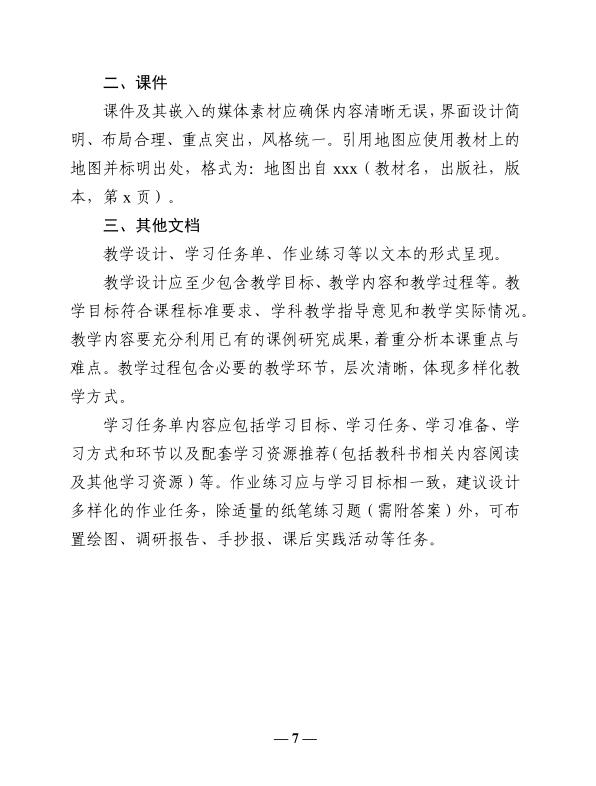 二、课件
课件及其嵌入的媒体素材应确保内容清晰无误，界面设计简
明、布局合理、重点突出，风格统一。引用地图应使用教材上的
地图并标明出处，格式为：地图出自 xxx（教材名，出版社，版
本，第 x 页）。
三、其他文档
教学设计、学习任务单、作业练习等以文本的形式呈现。
教学设计应至少包含教学目标、教学内容和教学过程等。教
学目标符合课程标准要求、学科教学指导意见和教学实际情况。
教学内容要充分利用已有的课例研究成果，着重分析本课重点与
难点。教学过程包含必要的教学环节，层次清晰，体现多样化教
学方式。
学习任务单内容应包括学习目标、学习任务、学习准备、学
习方式和环节以及配套学习资源推荐（包括教科书相关内容阅读
及其他学习资源）等。作业练习应与学习目标相一致，建议设计
多样化的作业任务，除适量的纸笔练习题（需附答案）外，可布
置绘图、调研报告、手抄报、课后实践活动等任务。
— 7 —